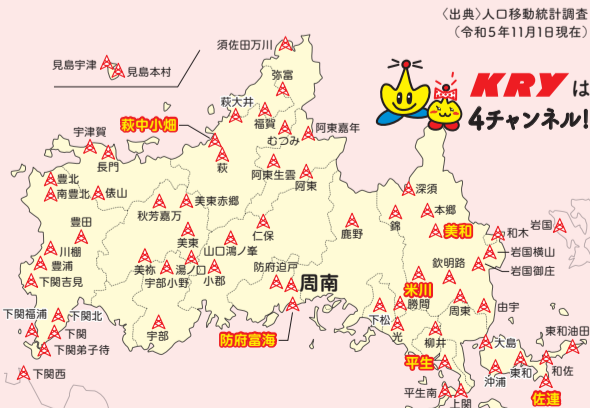 〈出典〉人口移動統計調査
（令和5年11月1日現在）
KRYは
4チャンネル!
見島宇津
見島本村
須佐田万川
弥富
萩大井
福賀
むつみ
阿東嘉年
萩中小畑
萩
宇津賀
長門
阿東生雲
阿東
豊北
南豊北
俵山
秋芳嘉万
美東赤郷
深須
本郷
錦
美和
和木
岩国
豊田
美東
山口鴻ノ峯
仁保
鹿野
岩国横山
岩国御庄
川棚
豊浦
下関吉見
美祢
湯ノ口
宇部小野
小郡
防府迫戸
周南
欽明路
米川
勝間
周東
由宇
下関福浦
下関北
下関
下関弟子待
下関西
宇部
防府富海
下松
光
柳井
大島
東和油田
平生
平生南
上関
沖浦
東和
和佐
佐連